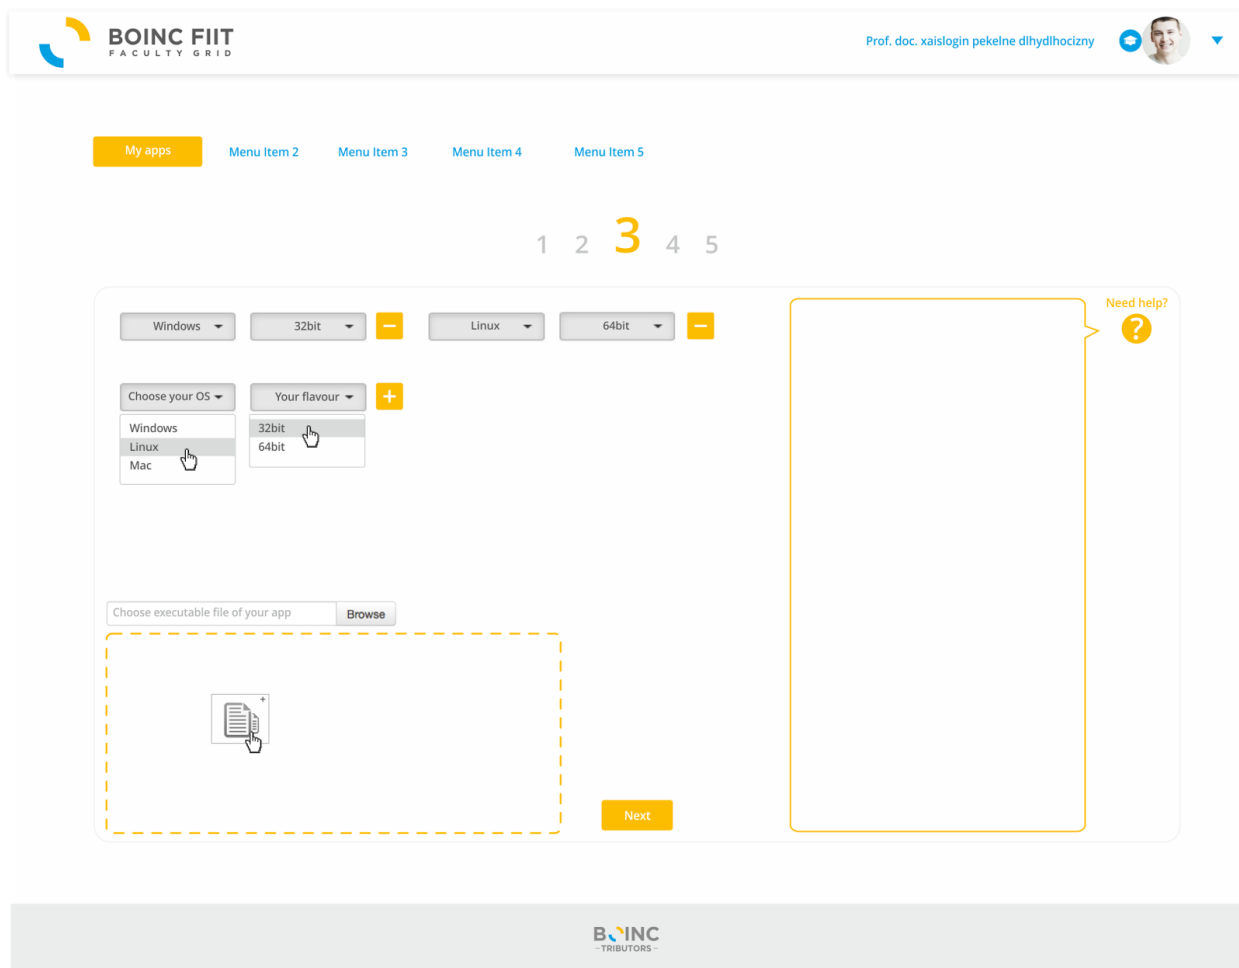 BOINC FIIT
FACULTY GRID
Prof. doc. xaislogin pekelne dlhydlhocizny
My apps
Menu Item 2
Menu Item 3
Menu Item 4
Menu Item 5
1 2 3 4 5
Windows
32bit
Linux
64bit
Need help?
?
Choose your OS
Your flavour
Windows
Linux
Mac
32bit
64bit
Choose executable file of your app
Browse
Next
BOINC
-TRIBUTORS-